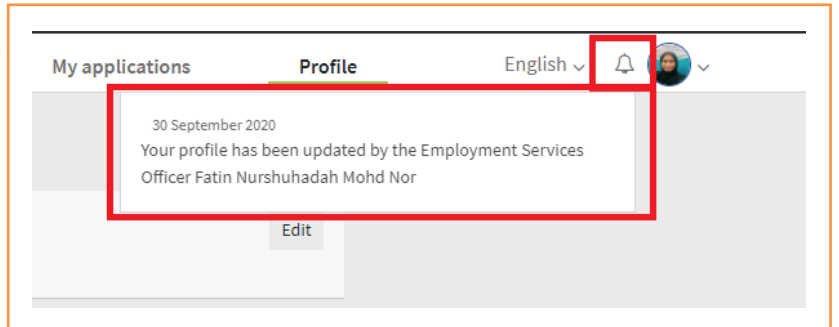 My applications Profile English
30 September 2020
Your profile has been updated by the Employment Services
Officer Fatin Nurshuhadah Mohd Nor
Edit